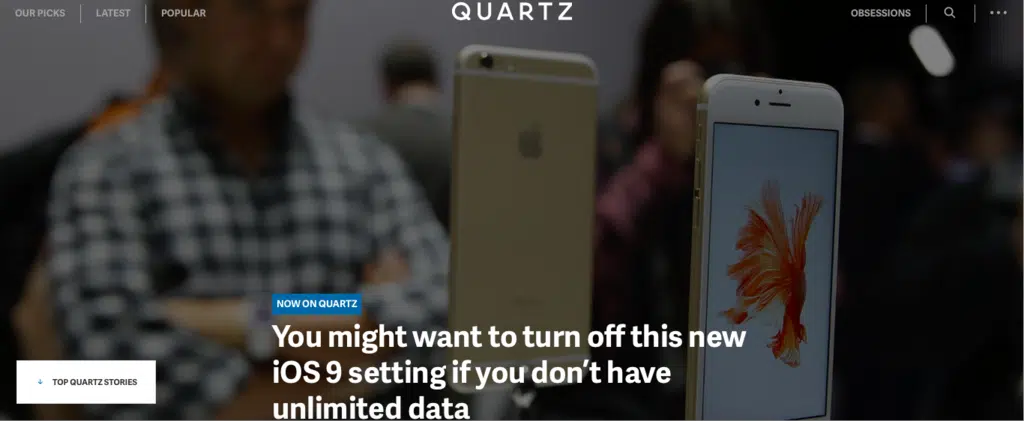 OUR PICKS
LATEST
POPULAR
QUARTZ
OBSESSIONS
NOW ON QUARTZ
You might want to turn off this new
iOS 9 setting if you don't have
unlimited data
TOP QUARTZ STORIES